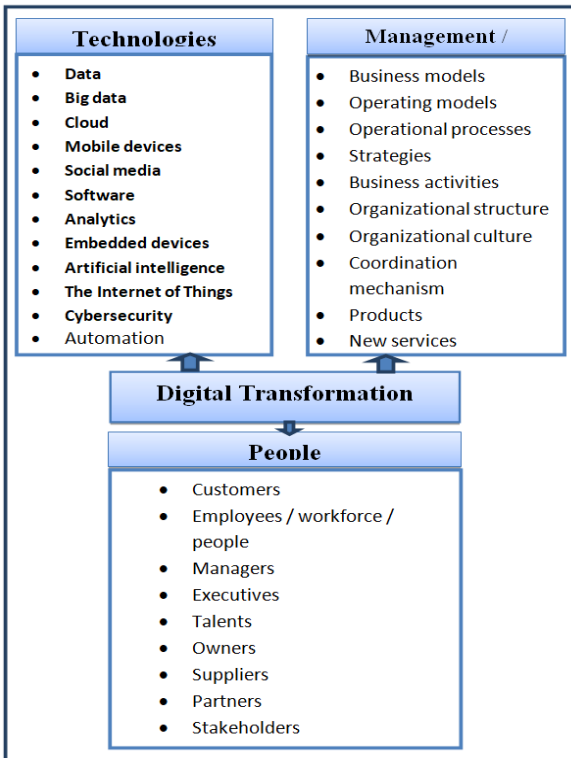 Technologies
• Data
• Big data
• Cloud
• Mobile devices
• Social media
• Software
• Analytics
• Embedded devices
• Artificial intelligence
• The Internet of Things
• Cybersecurity
• Automation
Management /
• Business models
• Operating models
• Operational processes
• Strategies
• Business activities
• Organizational structure
• Organizational culture
• Coordination
mechanism
• Products
• New services
Digital Transformation
People
• Customers
• Employees / workforce /
people
• Managers
• Executives
• Talents
• Owners
• Suppliers
• Partners
• Stakeholders